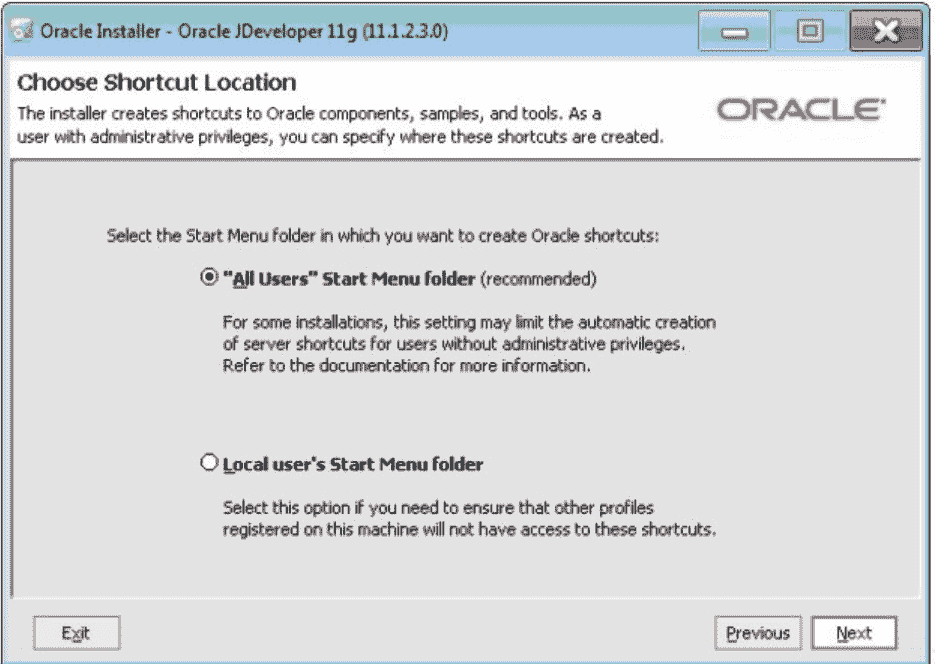 Oracle Installer - Oracle JDeveloper 11g (11.1.2.3.0)
Choose Shortcut Location
The installer creates shortcuts to Oracle components, samples, and tools. As a
user with administrative privileges, you can specify where these shortcuts are created.
ORACLE
Select the Start Menu folder in which you want to create Oracle shortcuts:
"All Users" Start Menu folder (recommended)
For some installations, this setting may limit the automatic creation
of server shortcuts for users without administrative privileges.
Refer to the documentation for more information.
Local user's Start Menu folder
Select this option if you need to ensure that other profiles
registered on this machine will not have access to these shortcuts.
Exit
Previous
Next